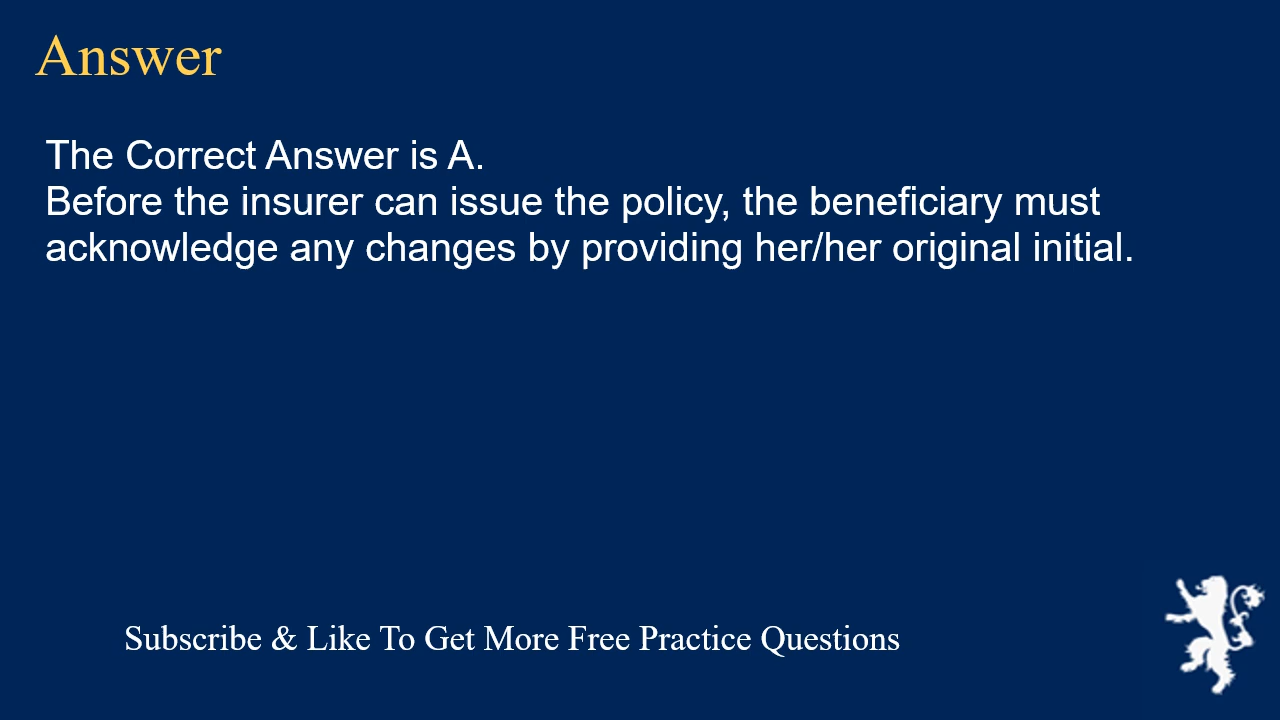 Answer
The Correct Answer is A.
Before the insurer can issue the policy, the beneficiary must
acknowledge any changes by providing her/her original initial.
Subscribe & Like To Get More Free Practice Questions